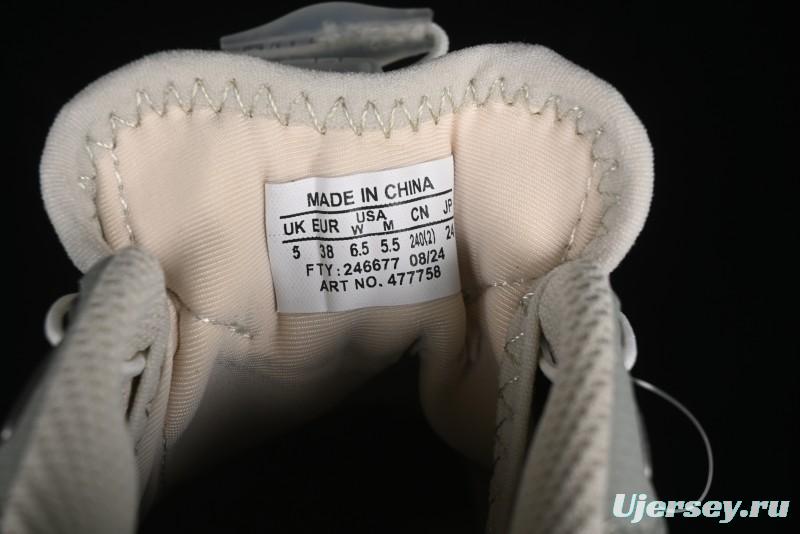 MADE IN CHINA
UK EUR USA CN JP
W M
5 38 6.5 5.5 240(2) 24
FTY: 246677 08/24
ART NO. 477758
Ujersey.ru